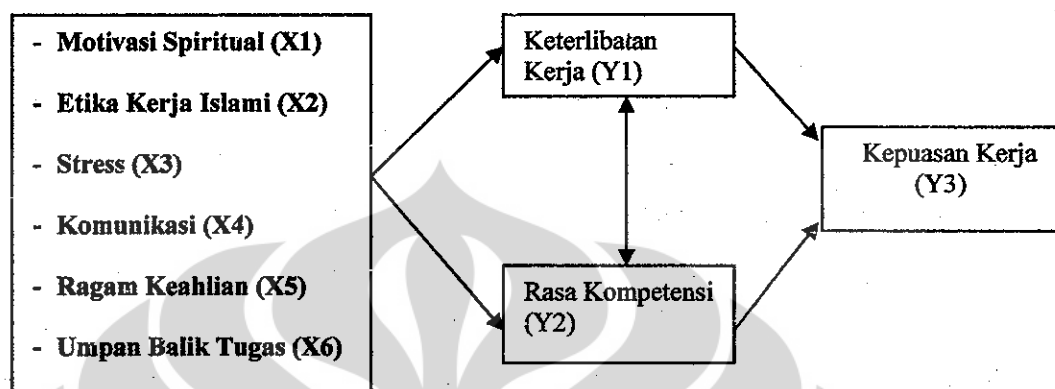 - Motivasi Spiritual (X1)
- Etika Kerja Islami (X2)
- Stress (X3)
- Komunikasi (X4)
- Ragam Keahlian (X5)
- Umpan Balik Tugas (X6)
Keterlibatan
Kerja (Y1)
Rasa Kompetensi
(Y2)
Kepuasan Kerja
(Y3)